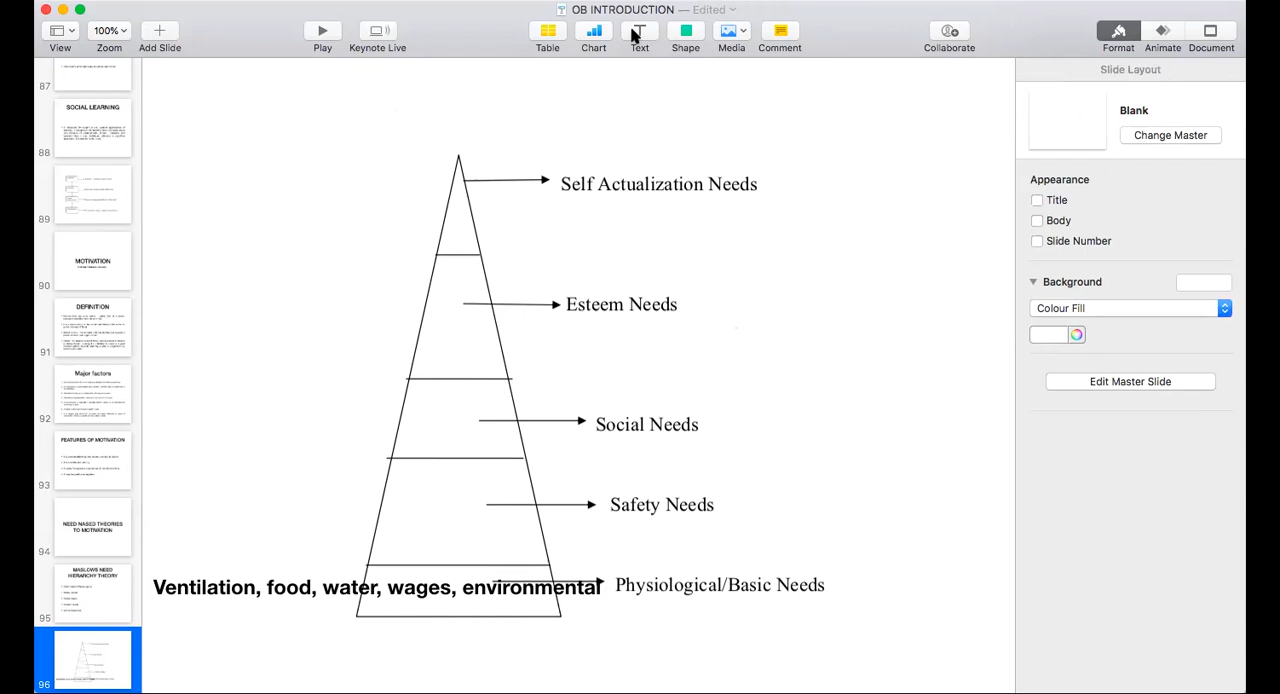 OB INTRODUCTION — Edited
100%
View
Zoom
Add Slide
Play
Keynote Live
Table
Chart
Text
Shape
Media
Comment
Collaborate
Format
Animate
Document
87
SOCIAL LEARNING
88
89
MOTIVATION
90
DEFINITION
91
Major factors
92
FEATURES OF MOTIVATION
93
NEED NASED THEORIES
TO MOTIVATION
94
MASLOWS NEED
HIERARCHY THEORY
95
96
Self Actualization Needs
Esteem Needs
Social Needs
Safety Needs
Ventilation, food, water, wages, environmental
Physiological/Basic Needs
Slide Layout
Blank
Change Master
Appearance
Title
Body
Slide Number
Background
Colour Fill
Edit Master Slide